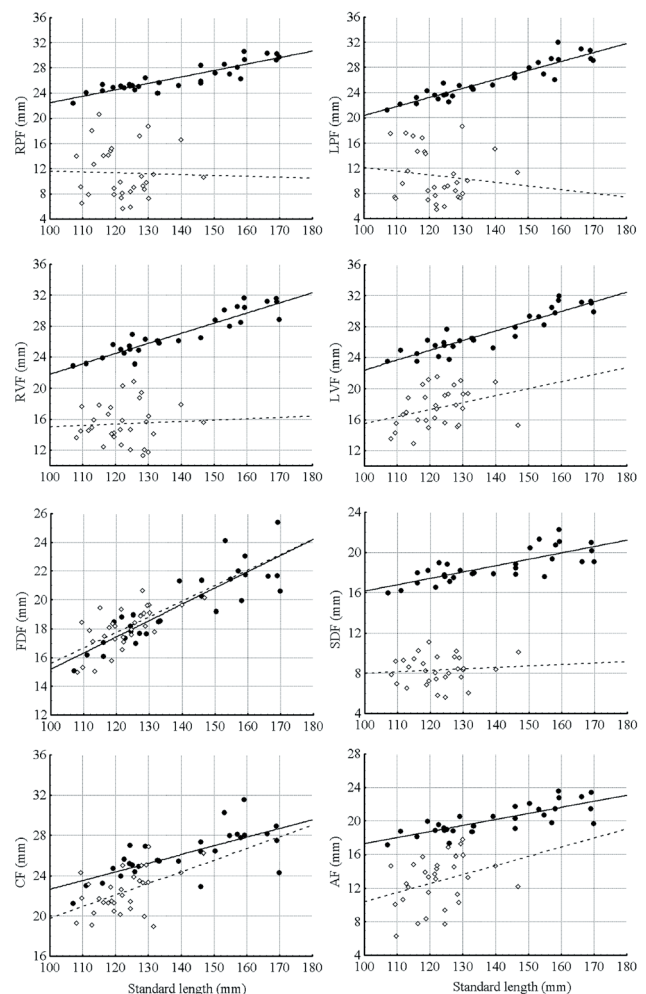 36 32 28 24 20 16 12 8 4
RPF (mm)
100 110 120 130 140 150 160 170 180
36 32 28 24 20 16 12 8 4
LPF (mm)
100 110 120 130 140 150 160 170 180
36 32 28 24 20 16 12
RVF (mm)
100 110 120 130 140 150 160 170 180
36 32 28 24 20 16 12
LVF (mm)
100 110 120 130 140 150 160 170 180
26 24 22 20 18 16 14 12
FDF (mm)
100 110 120 130 140 150 160 170 180
24 20 16 12 8 4
SDF (mm)
100 110 120 130 140 150 160 170 180
36 32 28 24 20 16
CF (mm)
100 110 120 130 140 150 160 170 180
Standard length (mm)
28 24 20 16 12 8 4
AF (mm)
100 110 120 130 140 150 160 170 180
Standard length (mm)